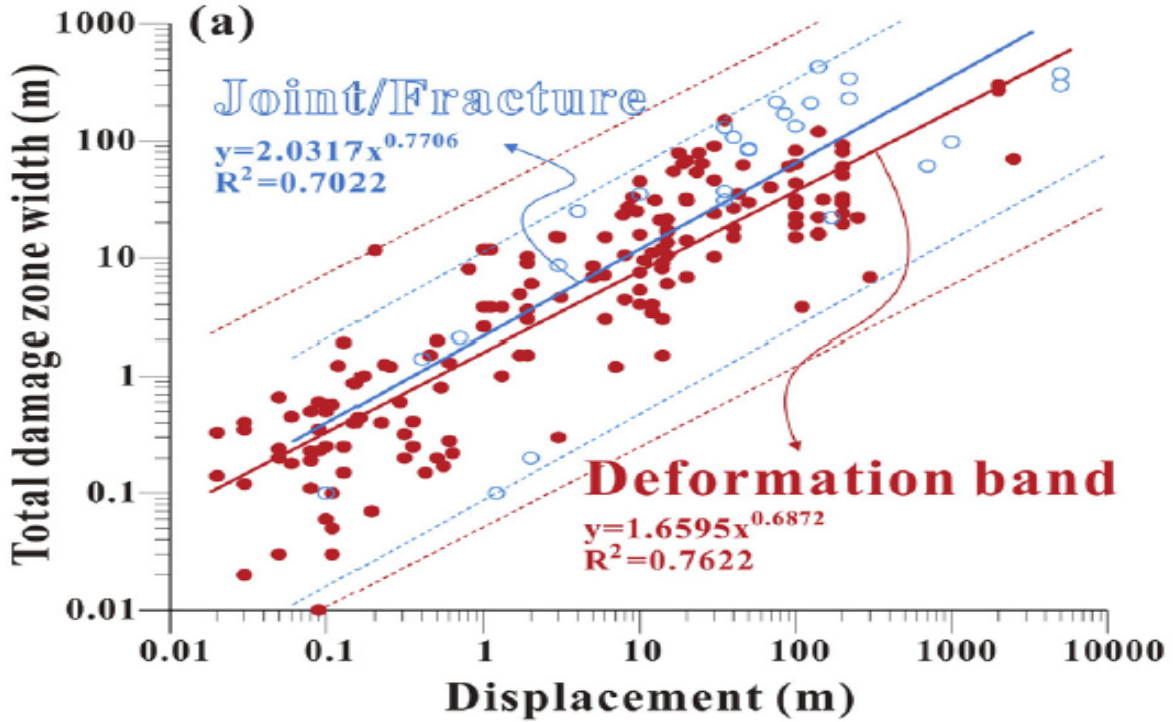 (a)
Total damage zone width (m)
1000
100
10
1
0.1
0.01
Joint/Fracture
y=2.0317x^0.7706
R²=0.7022
Deformation band
y=1.6595x^0.6872
R²=0.7622
0.01 0.1 1 10 100 1000 10000
Displacement (m)